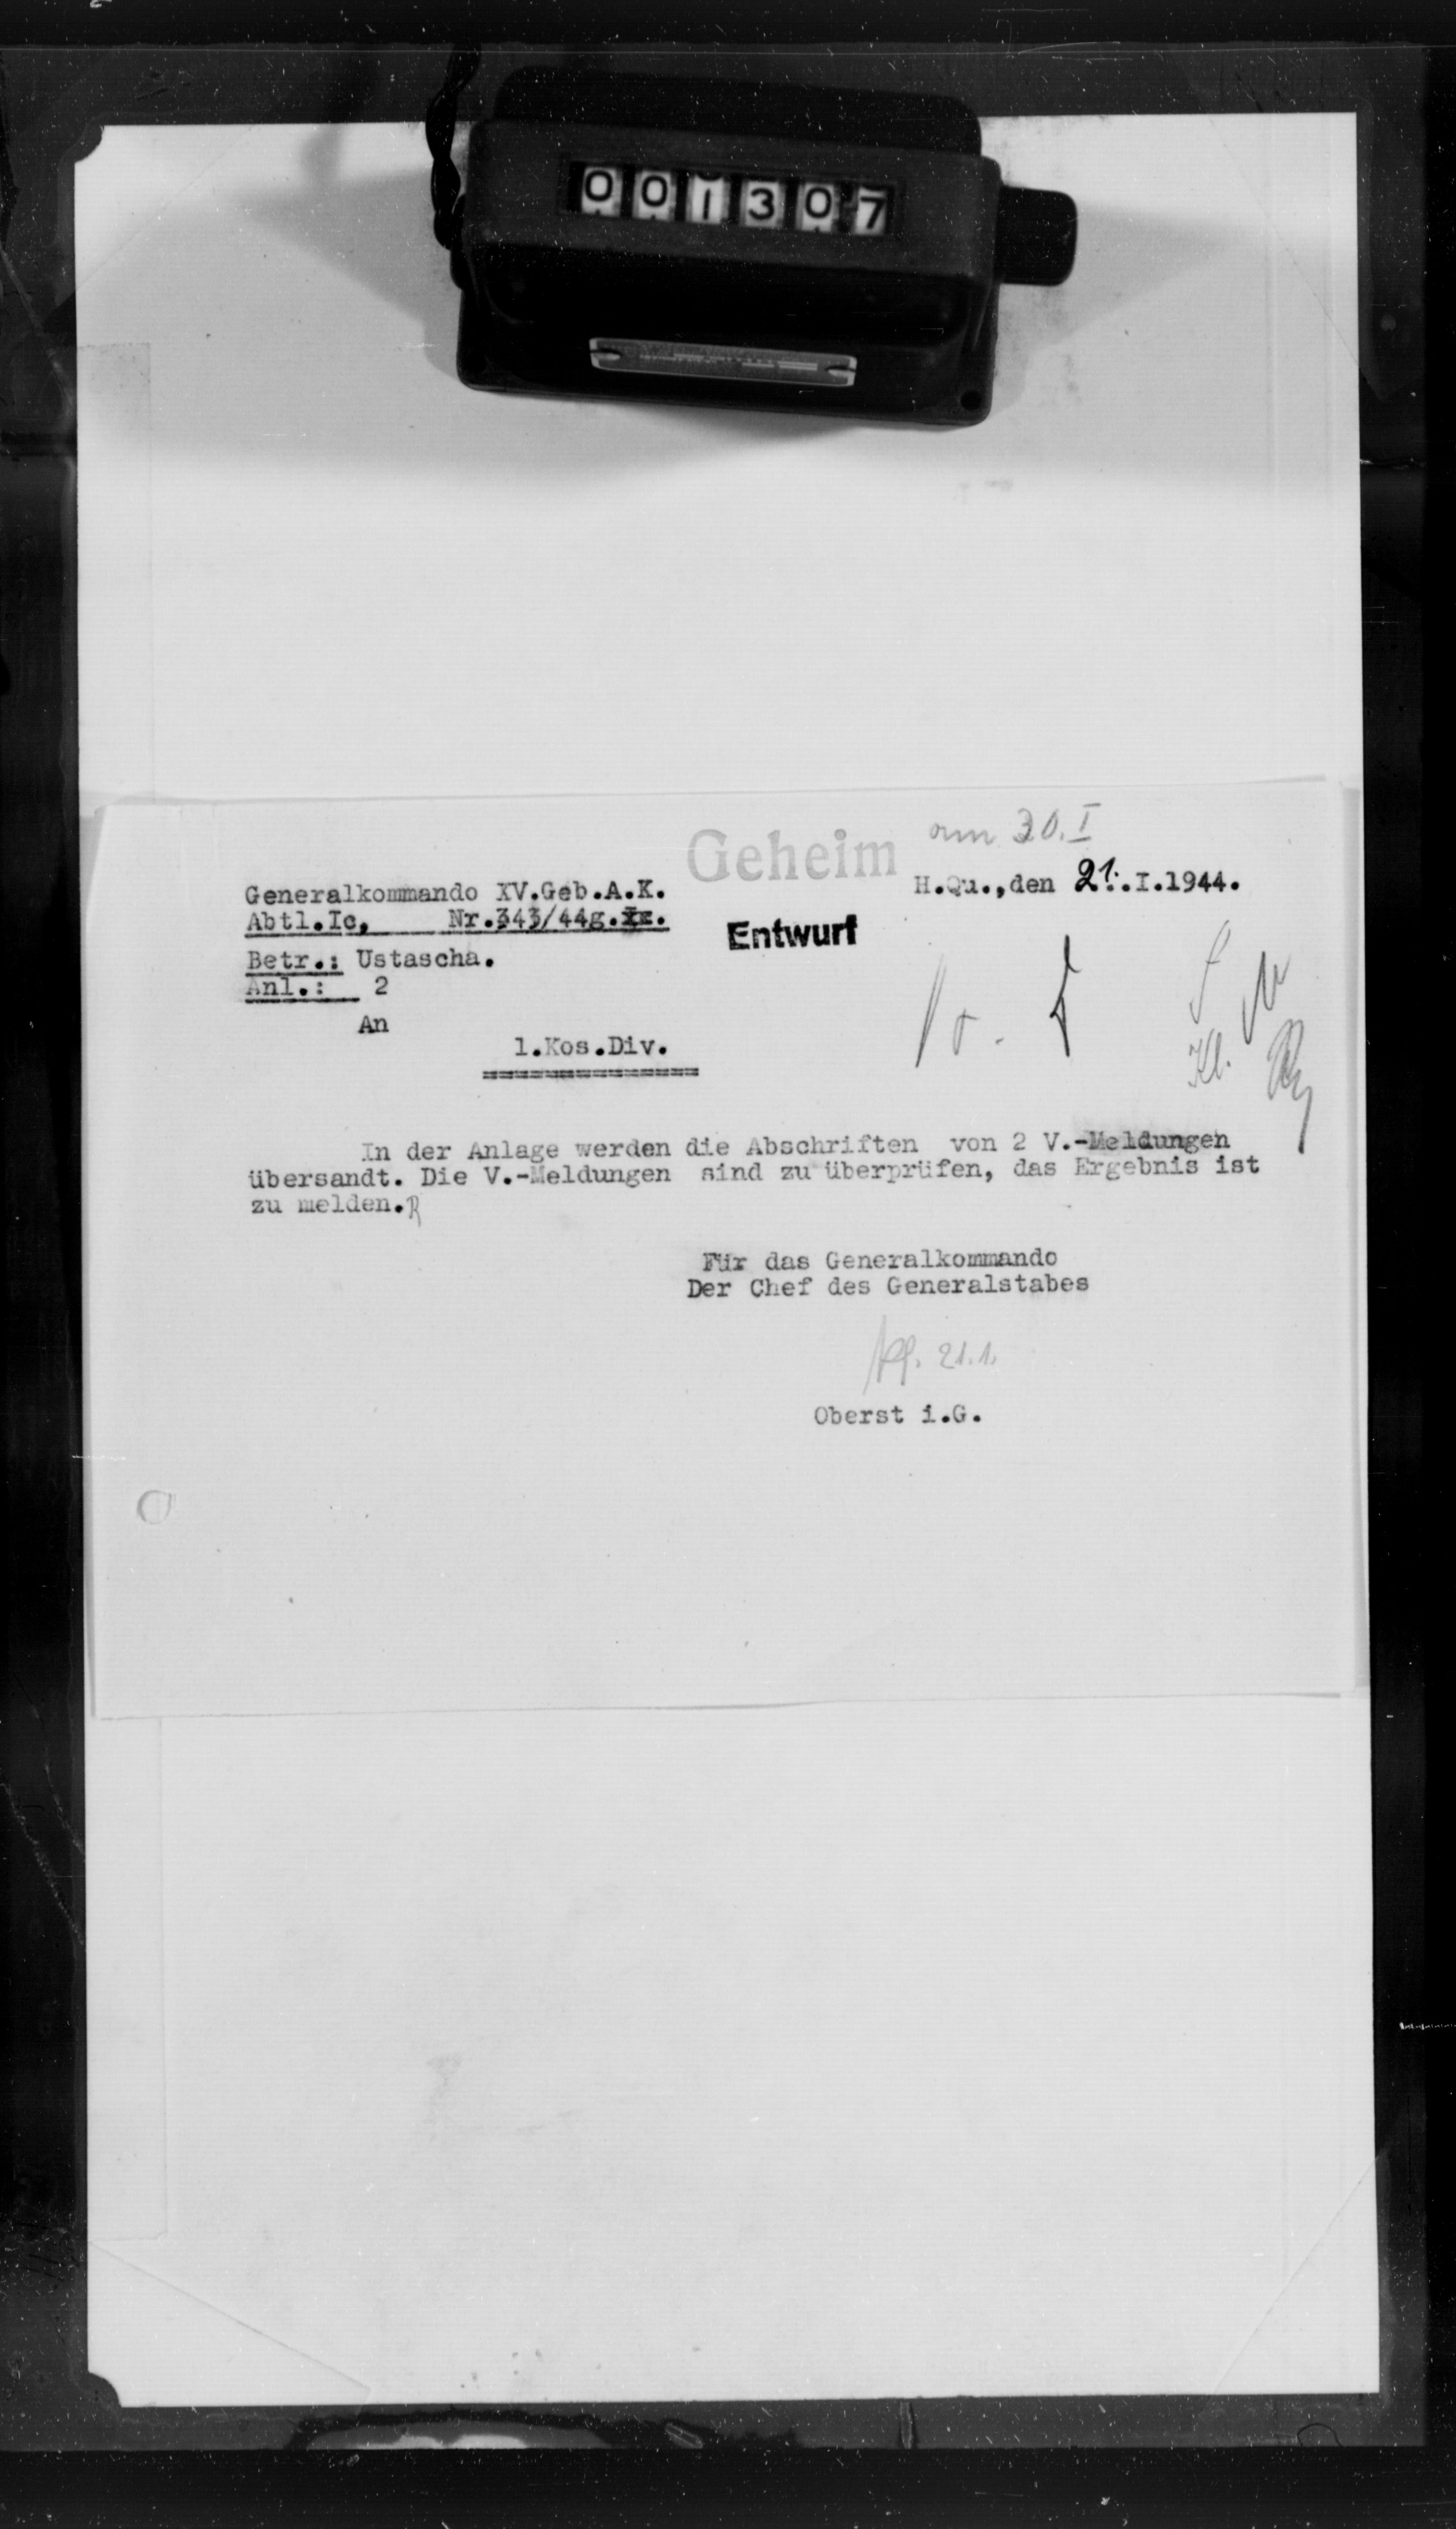 001307
Geheim
am 30.I
Generalkommando XV.Geb.A.K.
H.Qu.,den 21.I.1944.
Abtl.Ic, Nr.343/44g.
Entwurf
Betr.: Ustascha.
Anl.: 2
An
1.Kos.Div.
Kl.
In der Anlage werden die Abschriften von 2 V.-Meldungen
übersandt. Die V.-Meldungen sind zu überprüfen, das Ergebnis ist
zu melden.
Für das Generalkommando
Der Chef des Generalstabes
21.1.
Oberst i.G.